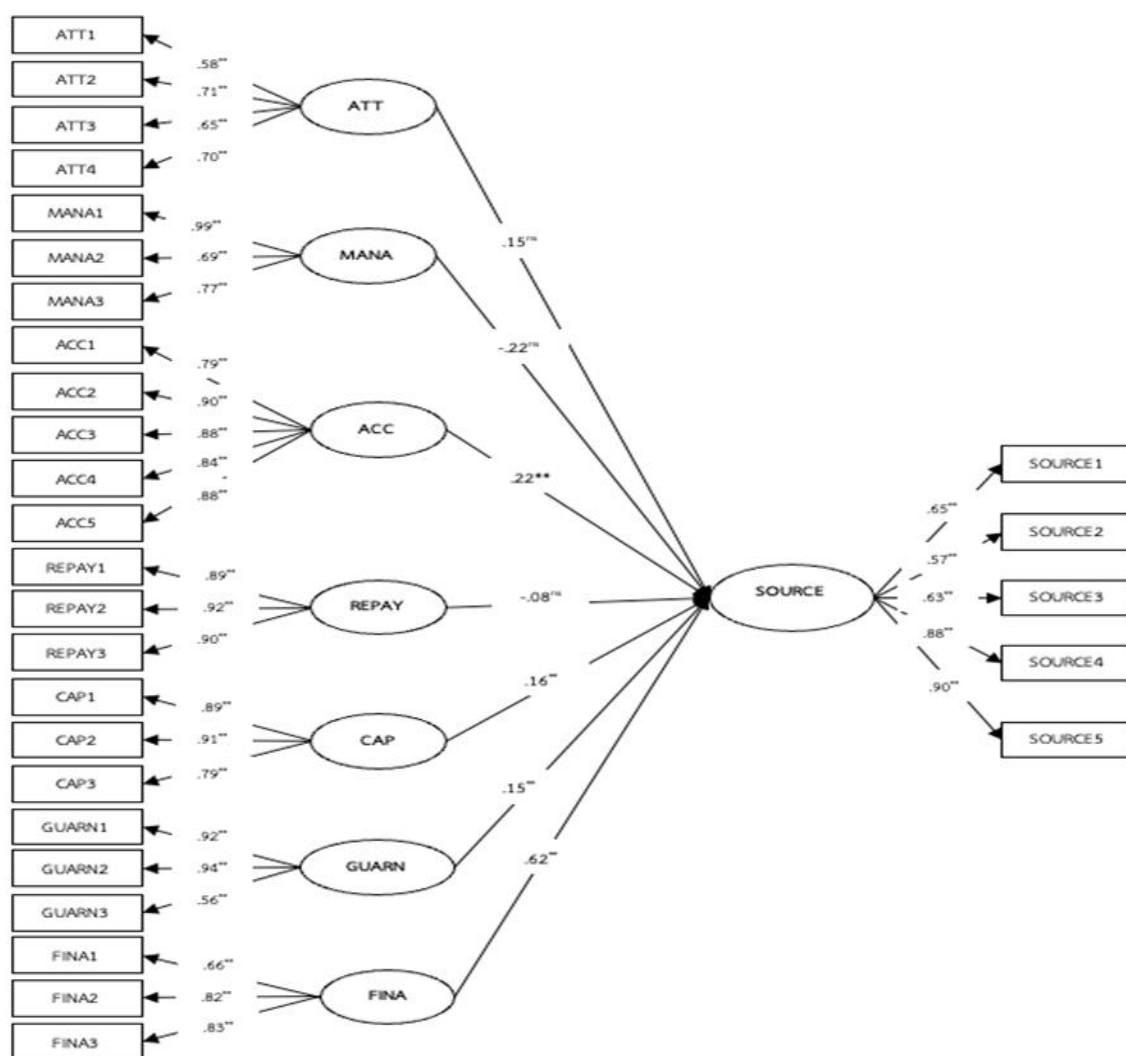 ATT1
ATT2
ATT3
ATT4
MANA1
MANA2
MANA3
ACC1
ACC2
ACC3
ACC4
ACC5
REPAY1
REPAY2
REPAY3
CAP1
CAP2
CAP3
GUARN1
GUARN2
GUARN3
FINA1
FINA2
FINA3
.58**
.71**
.65**
.70**
.99**
.69**
.77**
.79**
.90**
.88**
.84**
.88**
.89**
.92**
.90**
.89**
.91**
.79**
.92**
.94**
.56**
.66**
.82**
.83**
ATT
MANA
ACC
REPAY
CAP
GUARN
FINA
.15ns
-.22ns
.22**
-.08ns
.16**
.15**
.62**
SOURCE
.65**
.57**
.63**
.88**
.90**
SOURCE1
SOURCE2
SOURCE3
SOURCE4
SOURCE5